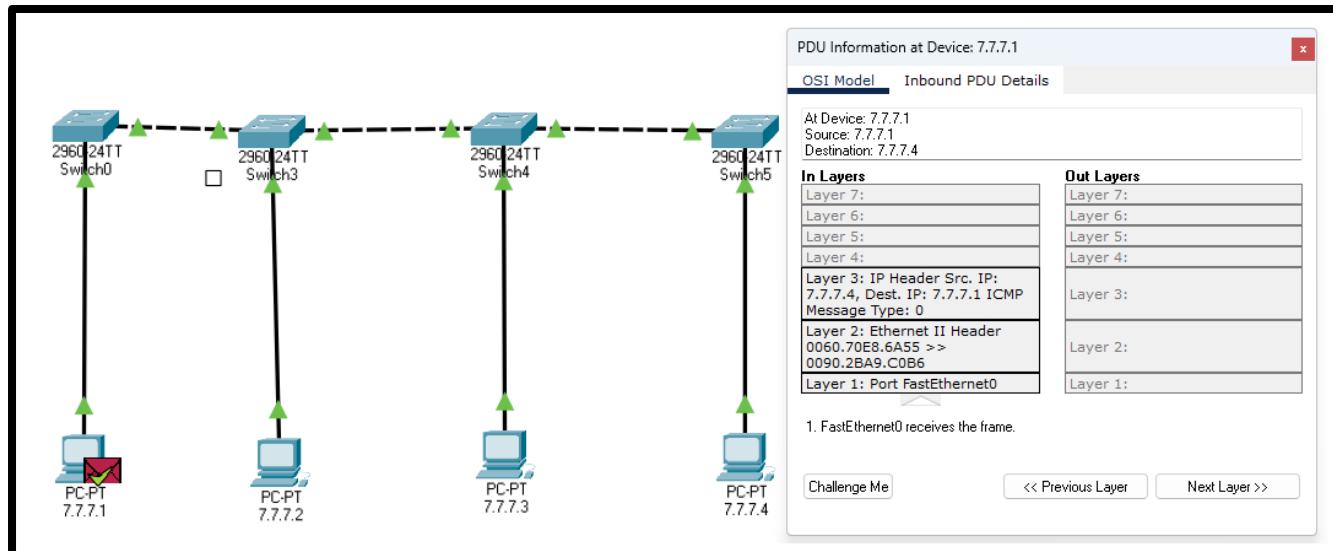 2960-24TT
Switch0
2960-24TT
Switch3
2960-24TT
Switch4
2960-24TT
Switch5
PC-PT
7.7.7.1
PC-PT
7.7.7.2
PC-PT
7.7.7.3
PC-PT
7.7.7.4
PDU Information at Device: 7.7.7.1
x
OSI Model
Inbound PDU Details
At Device: 7.7.7.1
Source: 7.7.7.1
Destination: 7.7.7.4
In Layers
Layer 7:
Layer 6:
Layer 5:
Layer 4:
Layer 3: IP Header Src. IP:
7.7.7.4, Dest. IP: 7.7.7.1 ICMP
Message Type: 0
Layer 2: Ethernet II Header
0060.70E8.6A55 >>
0090.2BA9.C0B6
Layer 1: Port FastEthernet0
Out Layers
Layer 7:
Layer 6:
Layer 5:
Layer 4:
Layer 3:
Layer 2:
Layer 1:
1. FastEthernet0 receives the frame.
Challenge Me
<< Previous Layer
Next Layer >>